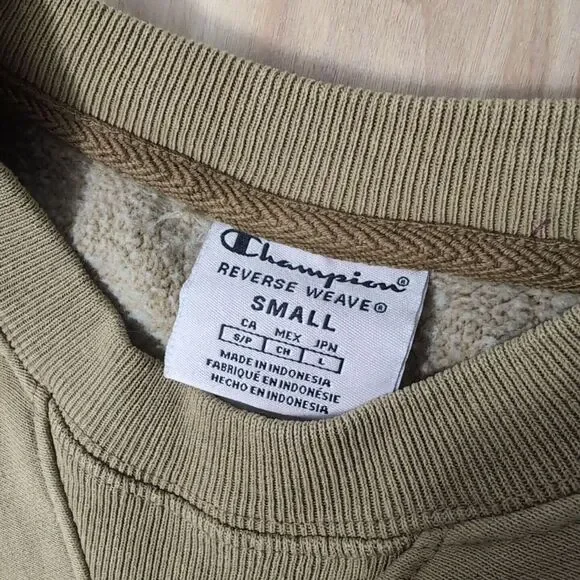 Champion®
REVERSE WEAVE®
SMALL
CA MEX JPN
S/P CH L
MADE IN INDONESIA
FABRIQUÉ EN INDONÉSIE
HECHO EN INDONESIA